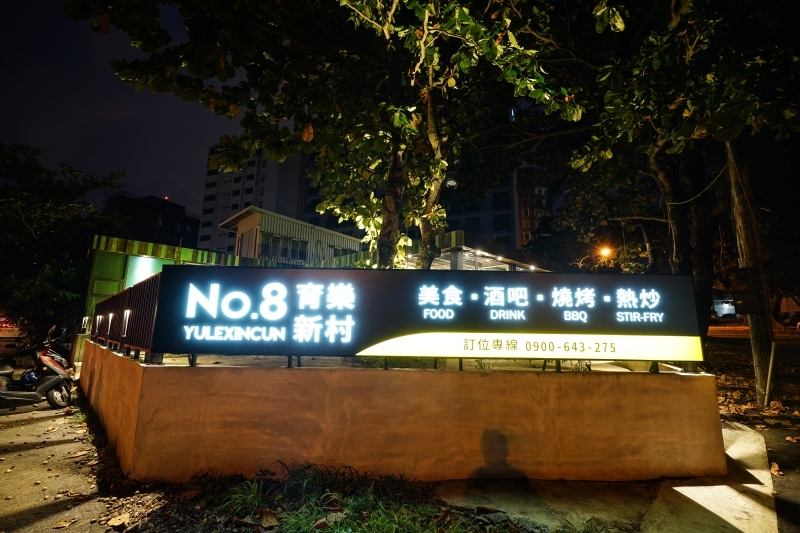 No.8 育樂
YULEXINCUN 新村
美食·酒吧·燒烤·熱炒
FOOD DRINK BBQ STIR-FRY
訂位專線 0900-643-275